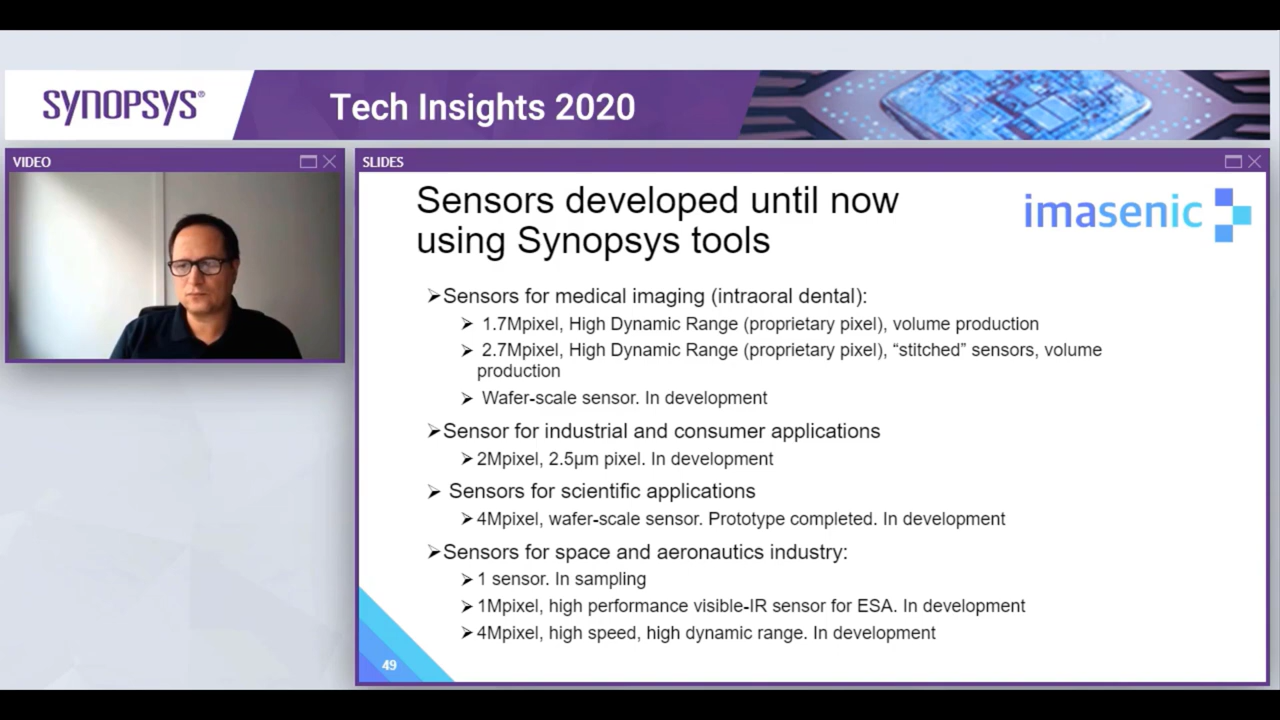 SYNOPSYS®
Tech Insights 2020
VIDEO
SLIDES
Sensors developed until now
using Synopsys tools
imasenic
➢Sensors for medical imaging (intraoral dental):
➢ 1.7Mpixel, High Dynamic Range (proprietary pixel), volume production
➢ 2.7Mpixel, High Dynamic Range (proprietary pixel), “stitched” sensors, volume
production
➢ Wafer-scale sensor. In development
➢Sensor for industrial and consumer applications
➢2Mpixel, 2.5µm pixel. In development
➢ Sensors for scientific applications
➢4Mpixel, wafer-scale sensor. Prototype completed. In development
➢Sensors for space and aeronautics industry:
➢1 sensor. In sampling
➢1Mpixel, high performance visible-IR sensor for ESA. In development
➢4Mpixel, high speed, high dynamic range. In development
49